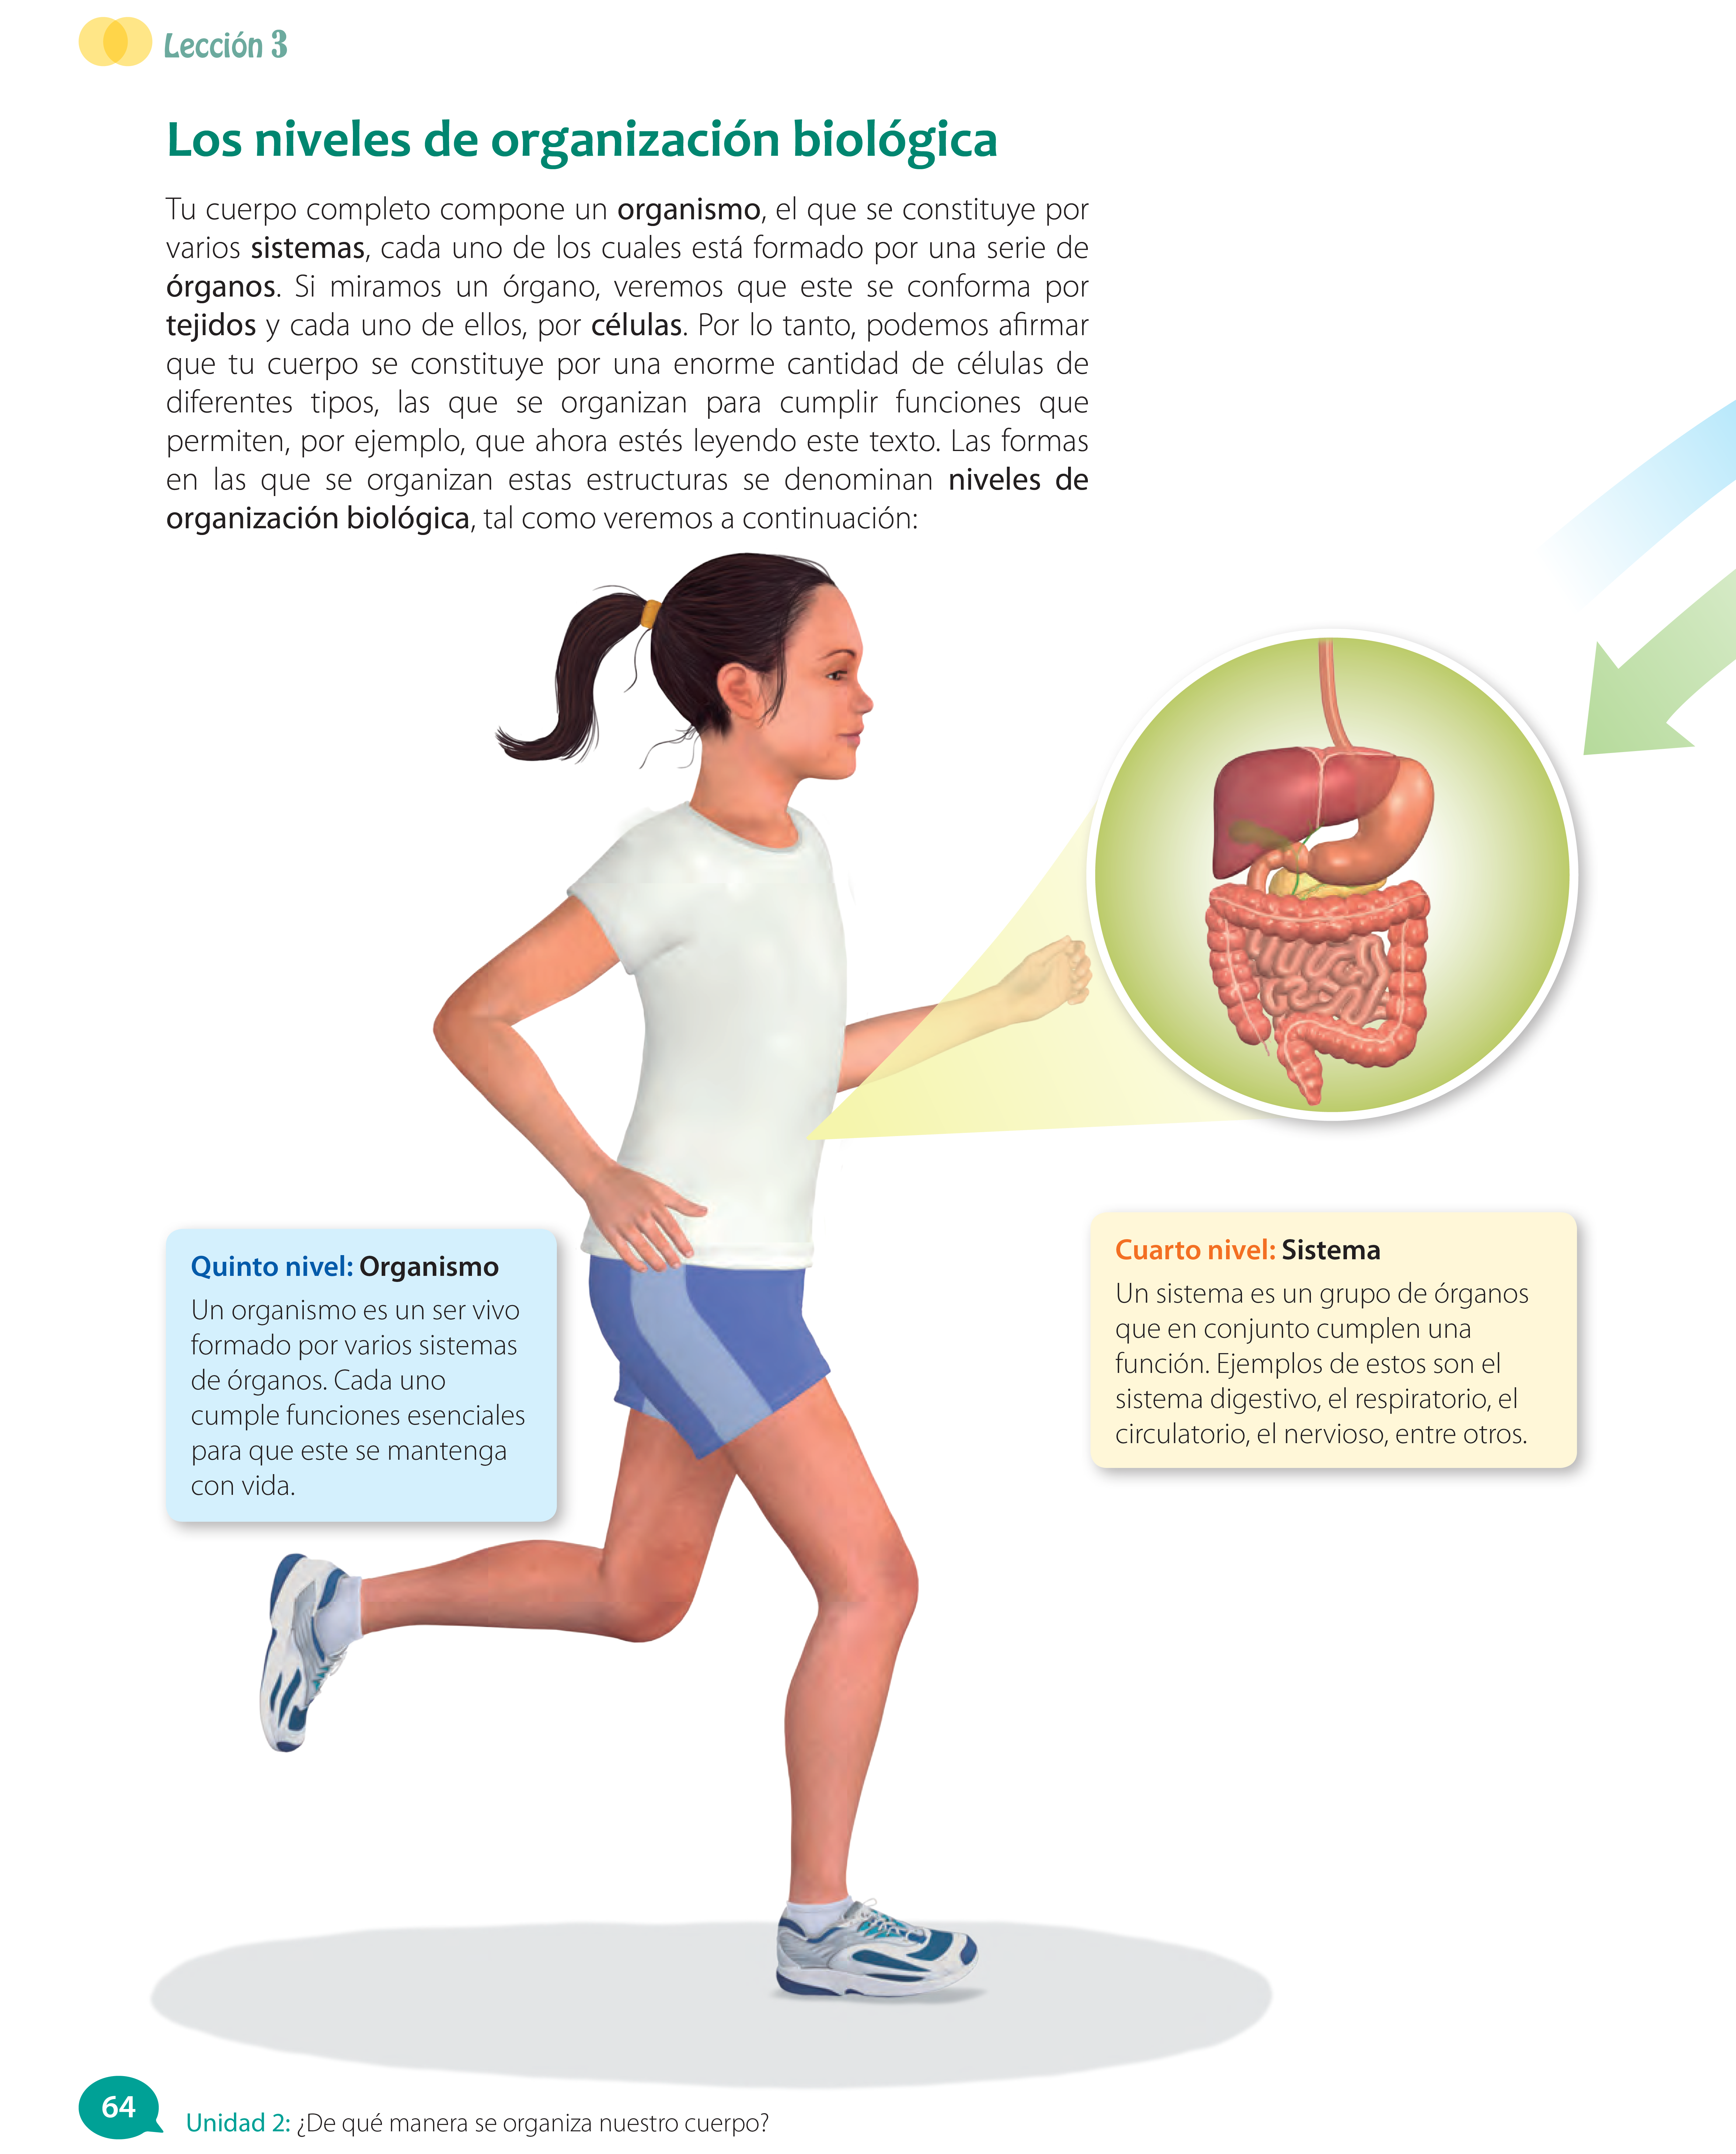 Lección 3
Los niveles de organización biológica
Tu cuerpo completo compone un organismo, el que se constituye por
varios sistemas, cada uno de los cuales está formado por una serie de
órganos. Si miramos un órgano, veremos que este se conforma por
tejidos y cada uno de ellos, por células. Por lo tanto, podemos afirmar
que tu cuerpo se constituye por una enorme cantidad de células de
diferentes tipos, las que se organizan para cumplir funciones que
permiten, por ejemplo, que ahora estés leyendo este texto. Las formas
en las que se organizan estas estructuras se denominan niveles de
organización biológica, tal como veremos a continuación:
Quinto nivel: Organismo
Un organismo es un ser vivo
formado por varios sistemas
de órganos. Cada uno
cumple funciones esenciales
para que este se mantenga
con vida.
Cuarto nivel: Sistema
Un sistema es un grupo de órganos
que en conjunto cumplen una
función. Ejemplos de estos son el
sistema digestivo, el respiratorio, el
circulatorio, el nervioso, entre otros.
64
Unidad 2: ¿De qué manera se organiza nuestro cuerpo?